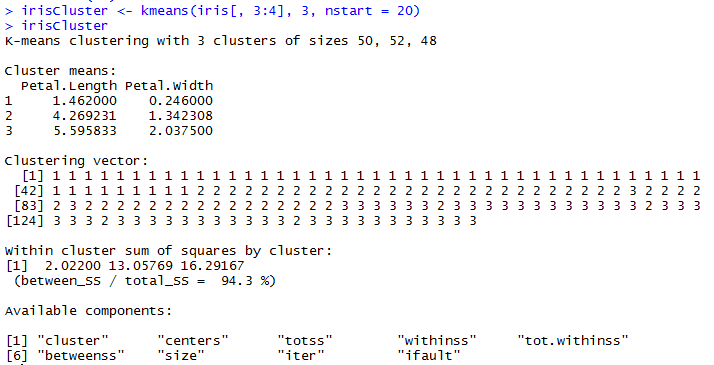 > irisCluster <- kmeans(iris[, 3:4], 3, nstart = 20)
> irisCluster
K-means clustering with 3 clusters of sizes 50, 52, 48
Cluster means:
Petal.Length Petal.Width
1 1.462000 0.246000
2 4.269231 1.342308
3 5.595833 2.037500
Clustering vector:
[1] 1 1 1 1 1 1 1 1 1 1 1 1 1 1 1 1 1 1 1 1 1 1 1 1 1 1 1 1 1 1 1 1 1 1 1 1 1 1 1 1 1
[42] 1 1 1 1 1 1 1 1 1 2 2 2 2 2 2 2 2 2 2 2 2 2 2 2 2 2 2 2 2 2 2 2 2 2 2 2 3 2 2 2 2
[83] 2 3 2 2 2 2 2 2 2 2 2 2 2 2 2 2 2 2 3 3 3 3 3 3 2 3 3 3 3 3 3 3 3 3 3 3 3 2 3 3 3
[124] 3 3 3 2 3 3 3 3 3 3 3 3 3 3 3 2 3 3 3 3 3 3 3 3 3 3 3
Within cluster sum of squares by cluster:
[1] 2.02200 13.05769 16.29167
(between_SS / total_SS = 94.3 %)
Available components:
[1] "cluster" "centers" "totss" "withinss" "tot.withinss"
[6] "betweenss" "size" "iter" "ifault"